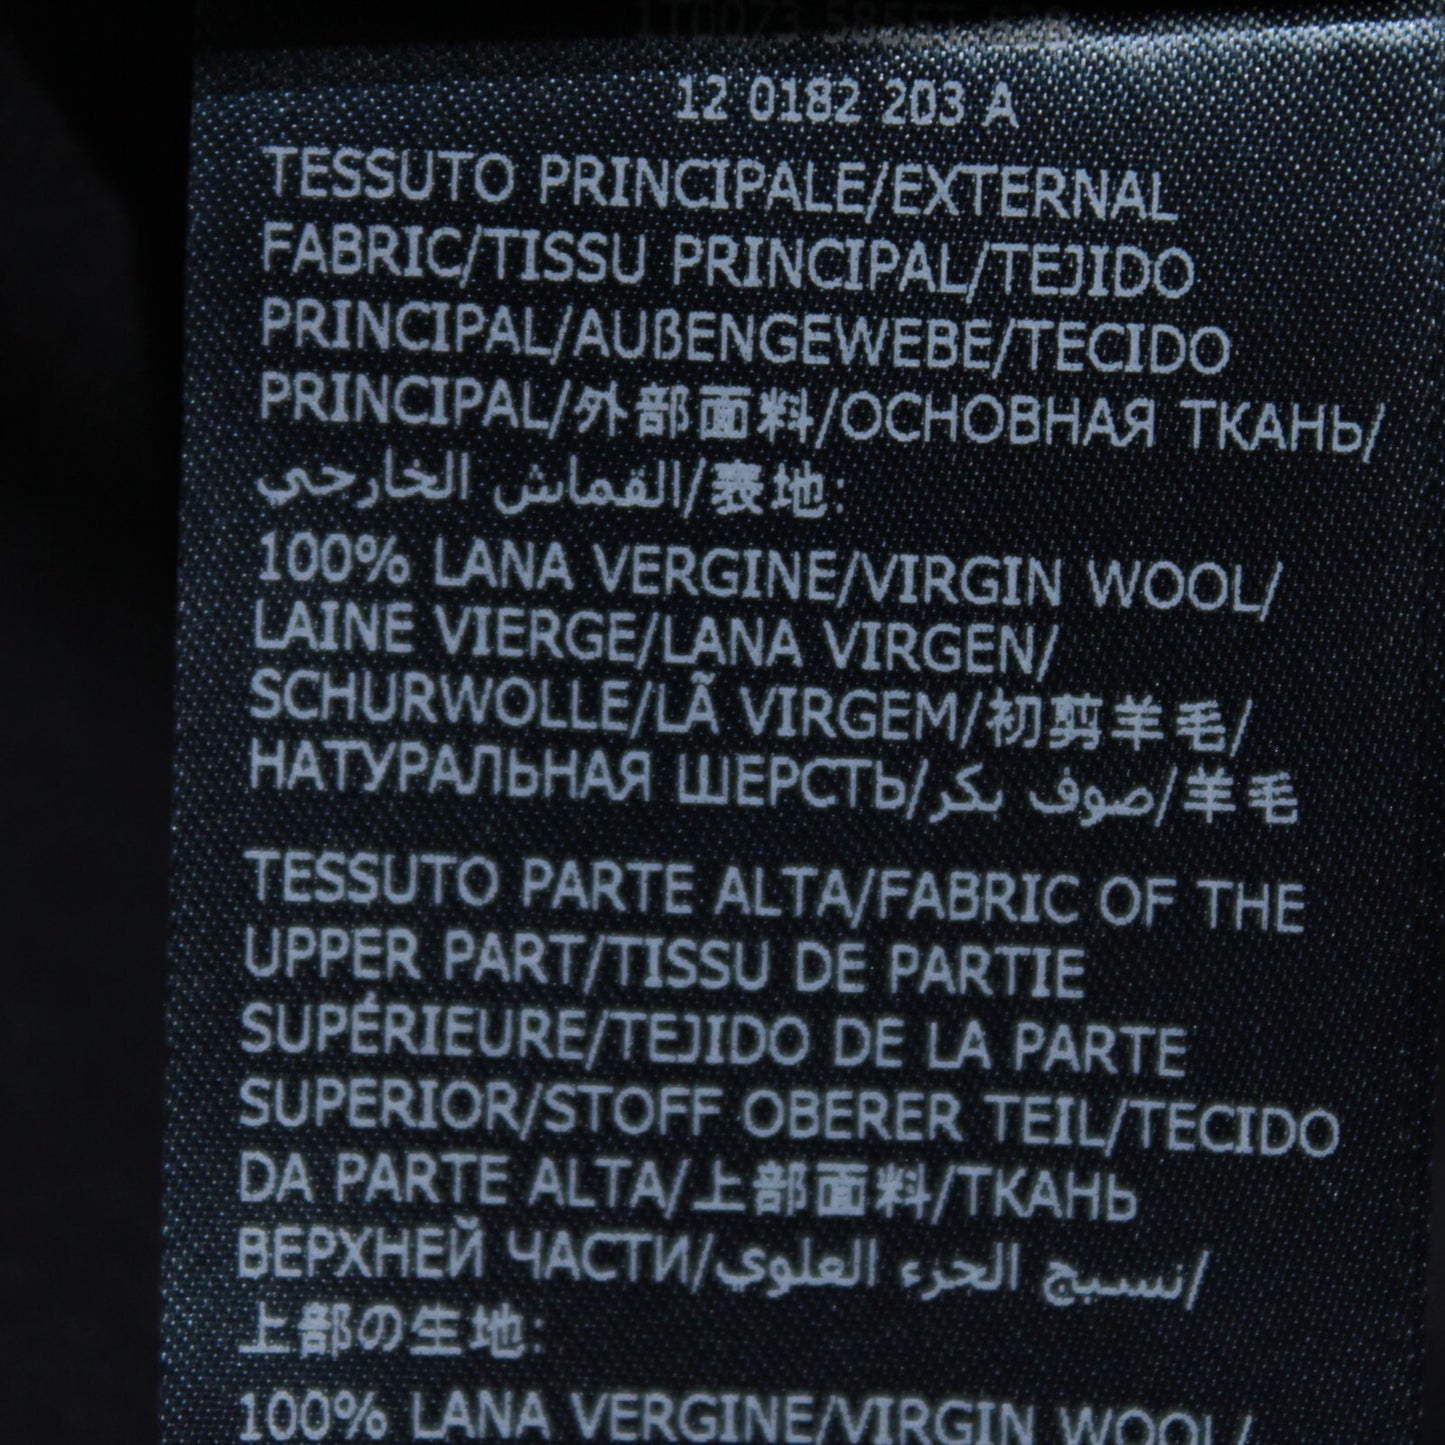 12 0182 203 A
TESSUTO PRINCIPALE/EXTERNAL
FABRIC/TISSU PRINCIPAL/TEJIDO
PRINCIPAL/AUßENGEWEBE/TECIDO
PRINCIPAL/外部面料/ОСНОВНАЯ ТКАНЬ/
القماش الخارجي/表地:
100% LANA VERGINE/VIRGIN WOOL/
LAINE VIERGE/LANA VIRGEN/
SCHURWOLLE/LÃ VIRGEM/初剪羊毛/
НАТУРАЛЬНАЯ ШЕРСТЬ/صوف بكر/羊毛
TESSUTO PARTE ALTA/FABRIC OF THE
UPPER PART/TISSU DE PARTIE
SUPÉRIEURE/TEJIDO DE LA PARTE
SUPERIOR/STOFF OBERER TEIL/TECIDO
DA PARTE ALTA/上部面料/ТКАНЬ
ВЕРХНЕЙ ЧАСТИ/نسيج الجزء العلوي/
上部の生地:
100% LANA VERGINE/VIRGIN WOOL/